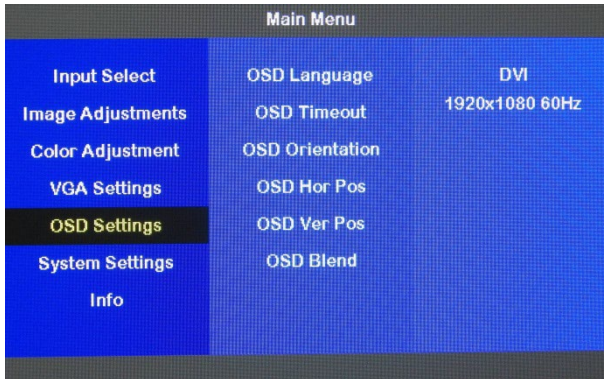 Main Menu
Input Select
Image Adjustments
Color Adjustment
VGA Settings
OSD Settings
System Settings
Info
OSD Language
OSD Timeout
OSD Orientation
OSD Hor Pos
OSD Ver Pos
OSD Blend
DVI
1920x1080 60Hz